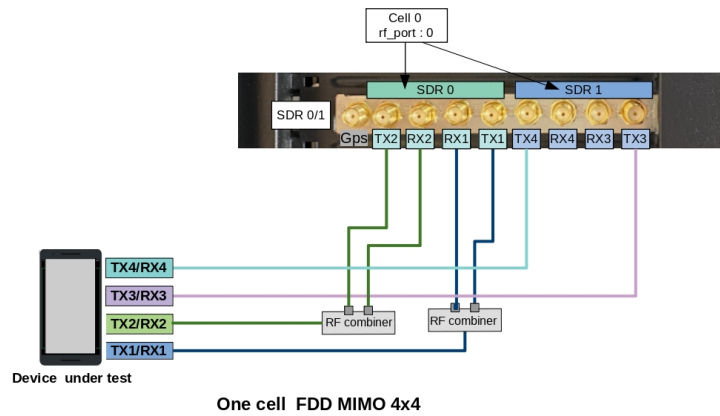 Cell 0
rf_port : 0
SDR 0
SDR 1
SDR 0/1
Gps
TX2
RX2
RX1
TX1
TX4
RX4
RX3
TX3
TX4/RX4
TX3/RX3
TX2/RX2
TX1/RX1
RF combiner
RF combiner
Device under test
One cell FDD MIMO 4x4